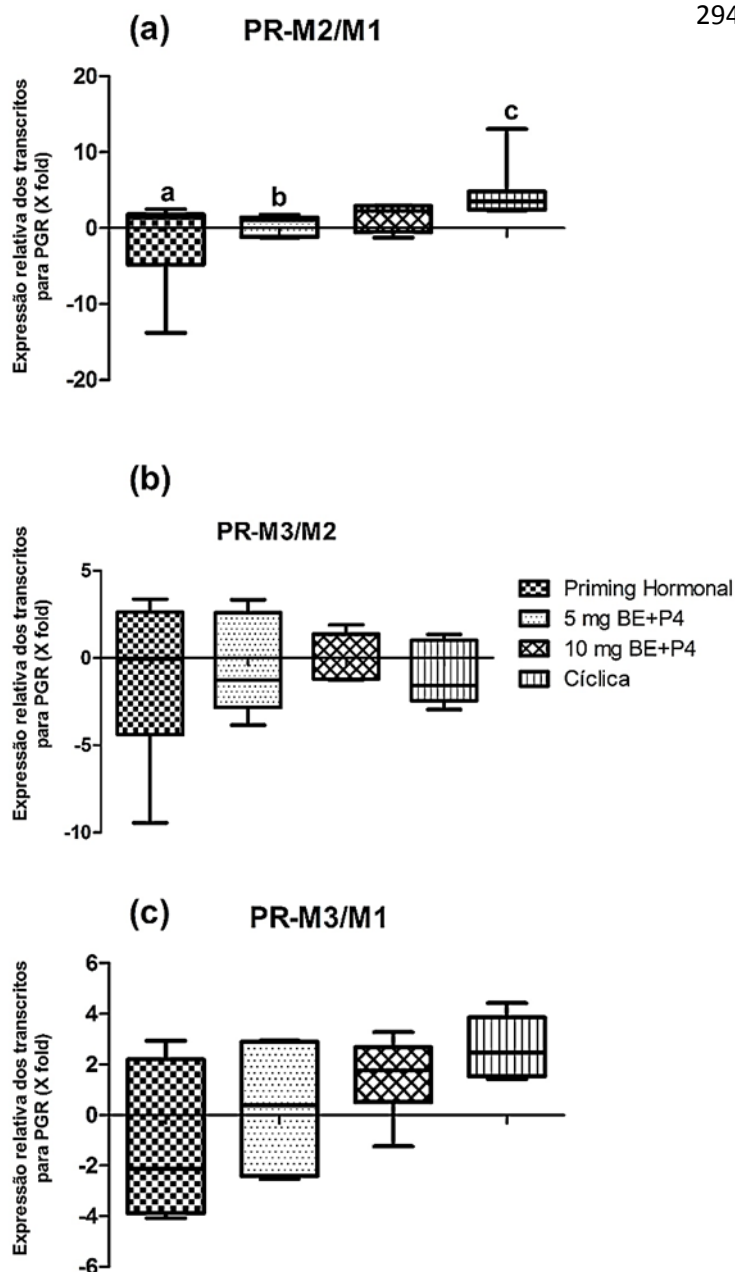 294
(a) PR-M2/M1
Expressão relativa dos transcritos
para PGR (X fold)
20
10
0
-10
-20
a
b
c
(b)
PR-M3/M2
Expressão relativa dos transcritos
para PGR (X fold)
5
0
-5
-10
Priming Hormonal
5 mg BE+P4
10 mg BE+P4
Cíclica
(c) PR-M3/M1
Expressão relativa dos transcritos
para PGR (X fold)
6
4
2
0
-2
-4
-6